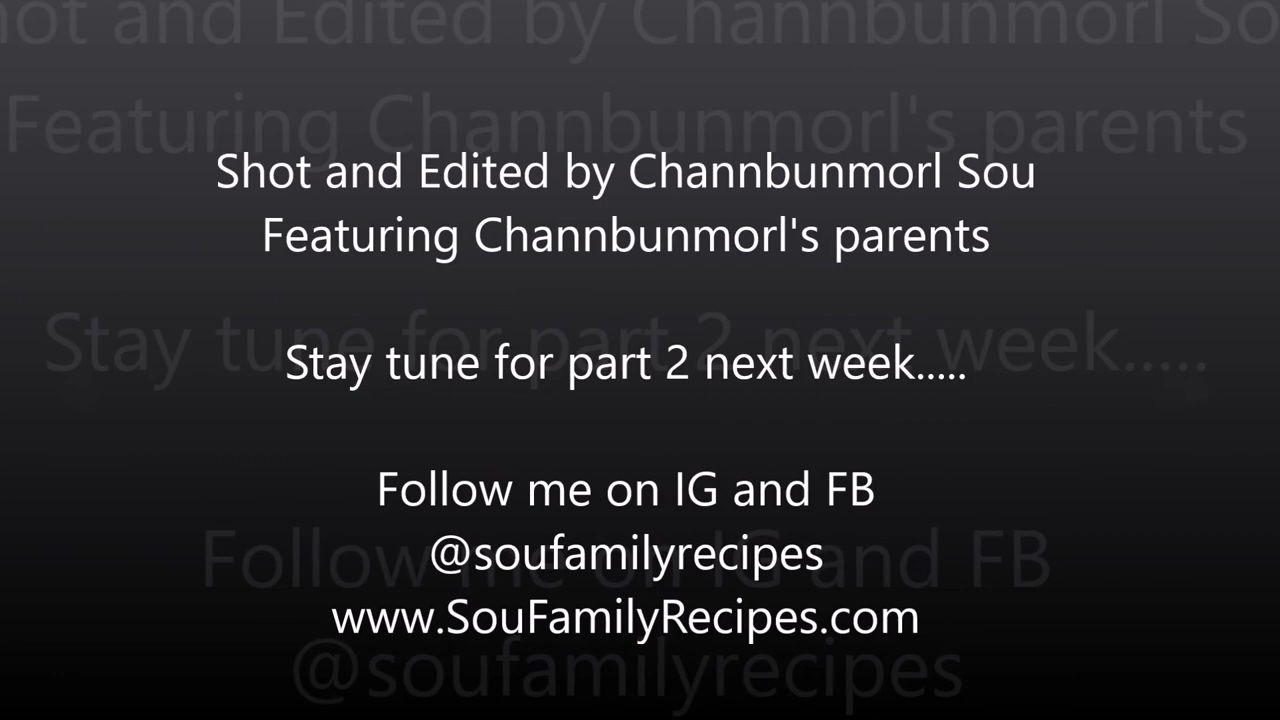 Shot and Edited by Channbunmorl Sou
Featuring Channbunmorl's parents
Stay tune for part 2 next week.....
Follow me on IG and FB
@soufamilyrecipes
www.SouFamilyRecipes.com